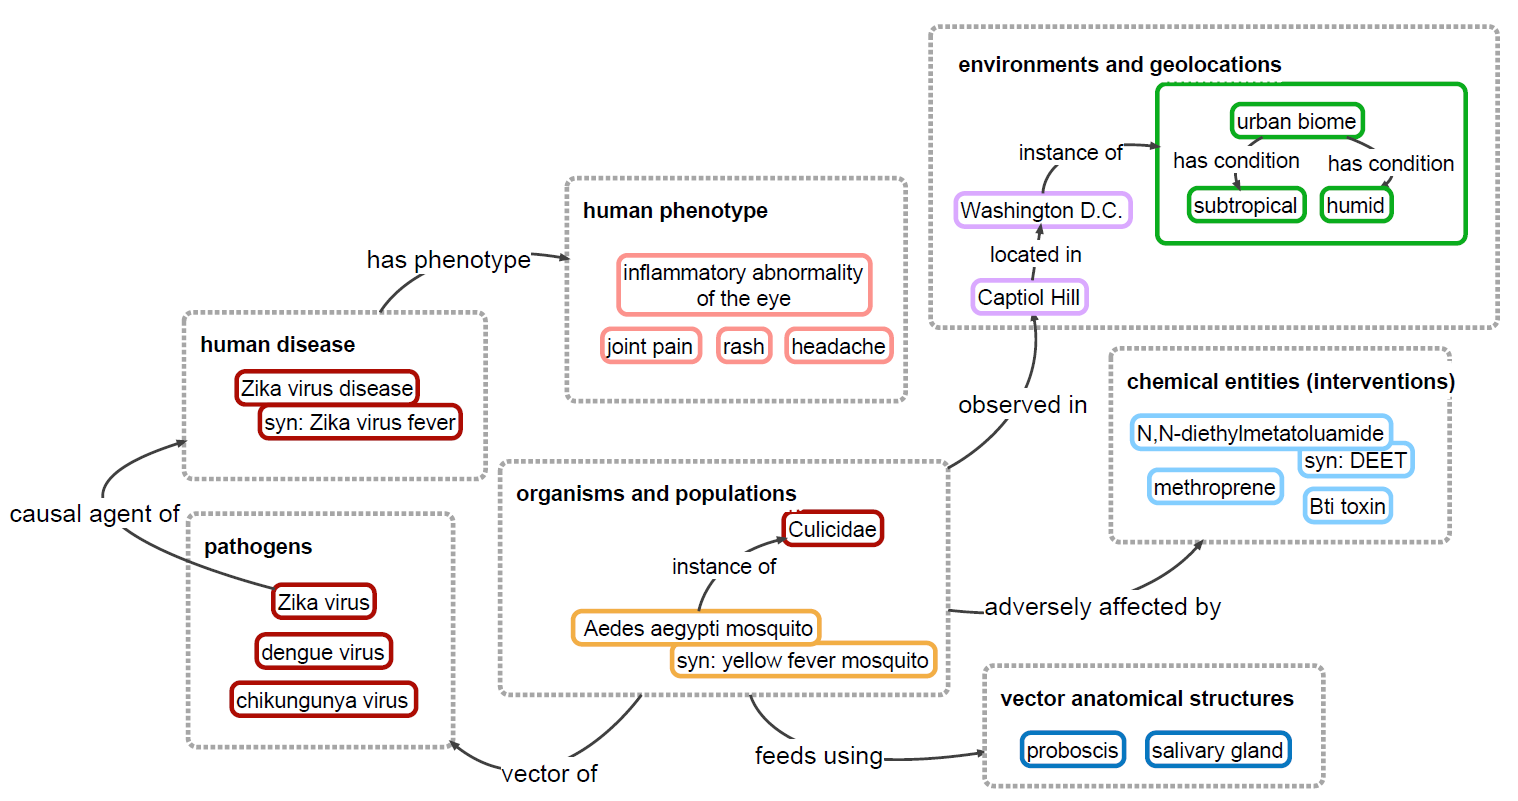 environments and geolocations
urban biome
instance of
has condition
has condition
Washington D.C.
subtropical
humid
located in
Captiol Hill
human phenotype
inflammatory abnormality
of the eye
joint pain
rash
headache
has phenotype
human disease
Zika virus disease
syn: Zika virus fever
observed in
chemical entities (interventions)
N,N-diethylmetatoluamide
syn: DEET
methroprene
Bti toxin
causal agent of
pathogens
Zika virus
dengue virus
chikungunya virus
organisms and populations
Culicidae
instance of
Aedes aegypti mosquito
syn: yellow fever mosquito
adversely affected by
vector of
feeds using
vector anatomical structures
proboscis
salivary gland